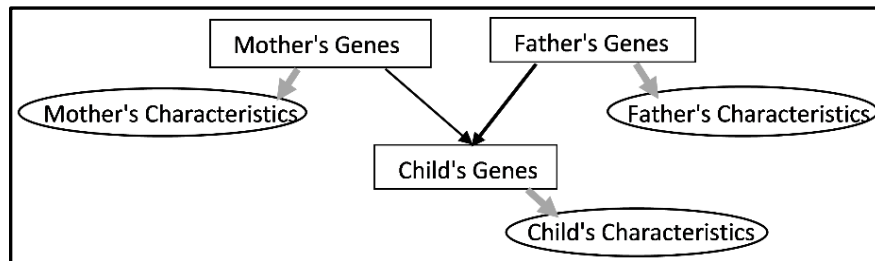 Mother's Genes
Father's Genes
Mother's Characteristics
Father's Characteristics
Child's Genes
Child's Characteristics